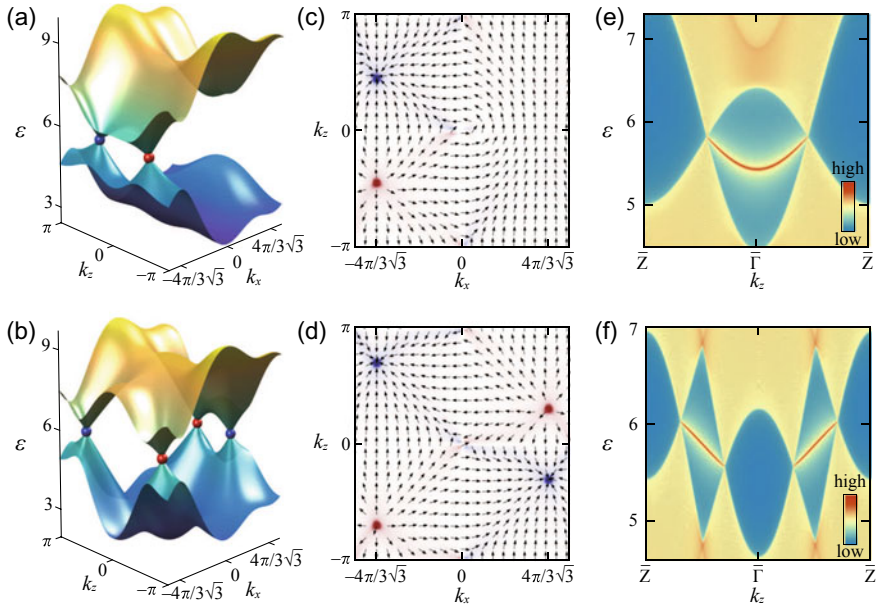 (a)
9
ε 6
3
π
0
k_z
−π
−4π/3√3
0
4π/3√3
k_x
(c)
π
k_z 0
−π
−4π/3√3 0 4π/3√3
k_x
(e)
7
ε 6
5
high
low
Z̄ Γ̄ Z̄
k_z
(b)
9
ε 6
3
π
0
k_z
−π
−4π/3√3
0
4π/3√3
k_x
(d)
π
k_z 0
−π
−4π/3√3 0 4π/3√3
k_x
(f)
7
ε 6
5
high
low
Z̄ Γ̄ Z̄
k_z